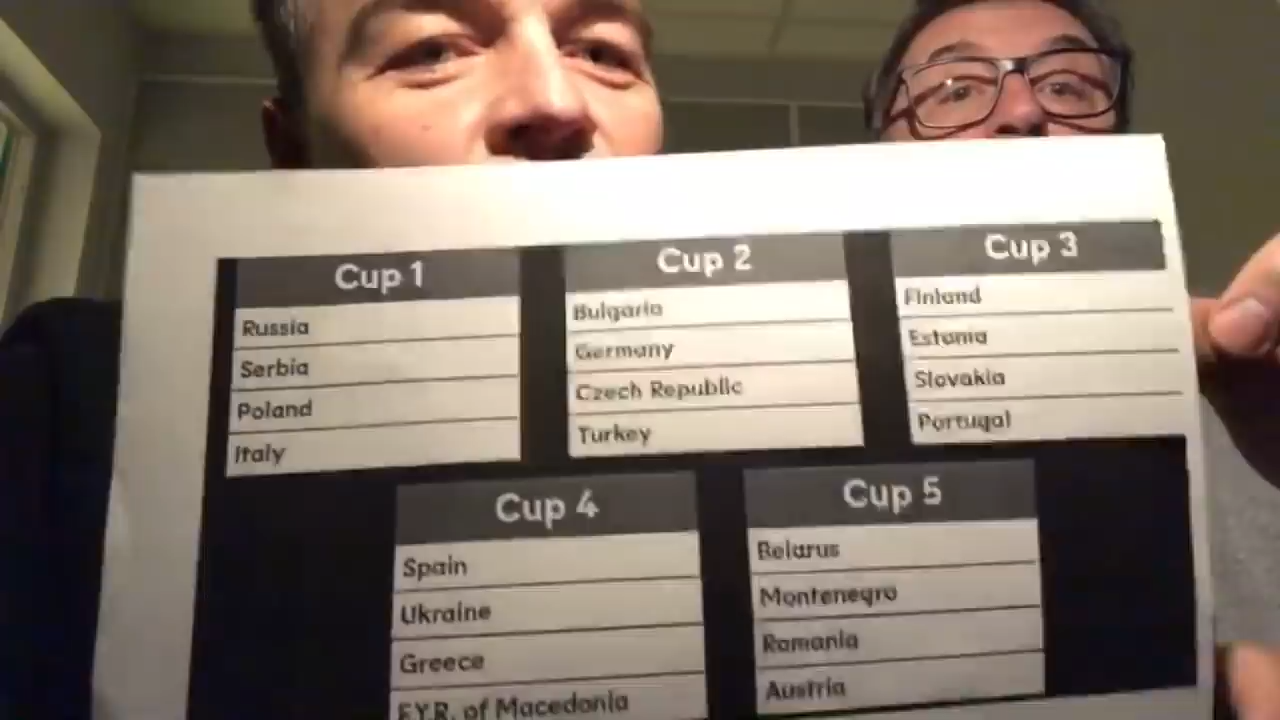 Cup 1
Russia
Serbia
Poland
Italy
Cup 2
Bulgaria
Germany
Czech Republic
Turkey
Cup 3
Finland
Estonia
Slovakia
Portugal
Cup 4
Spain
Ukraine
Greece
F.Y.R. of Macedonia
Cup 5
Belarus
Montenegro
Romania
Austria